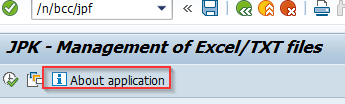 /n/bcc/jpf
JPK - Management of Excel/TXT files
About application